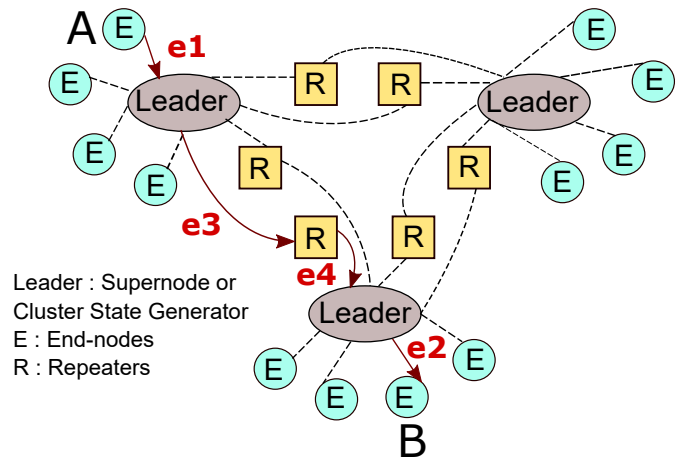 A
E
e1
E
E
R
R
E
Leader
Leader
E
E
E
R
R
E
E
e3
R
R
e4
Leader : Supernode or
Cluster State Generator
E : End-nodes
R : Repeaters
Leader
e2
E
E
E
E
B